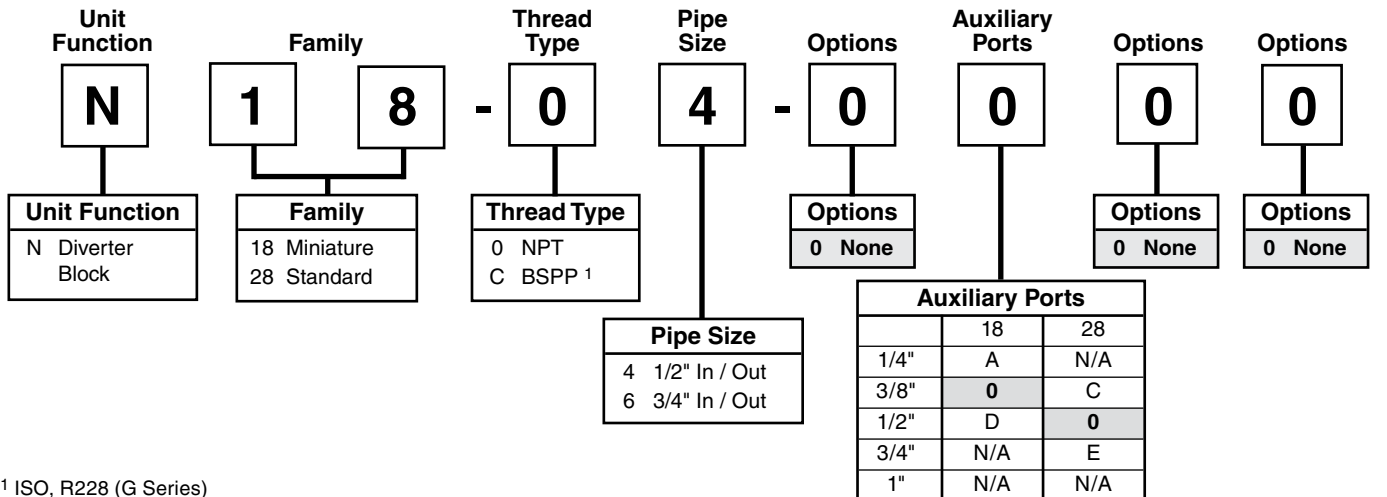 Unit Function
Family
Thread Type
Pipe Size
Options
Auxiliary Ports
Options
Options
N 1 8 - 0 4 - 0 0 0 0
Unit Function
N Diverter
Block
Family
18 Miniature
28 Standard
Thread Type
0 NPT
C BSPP 1
Pipe Size
4 1/2" In / Out
6 3/4" In / Out
Options
0 None
Auxiliary Ports
18 28
1/4" A N/A
3/8" 0 C
1/2" D 0
3/4" N/A E
1" N/A N/A
Options
0 None
Options
0 None
1 ISO, R228 (G Series)